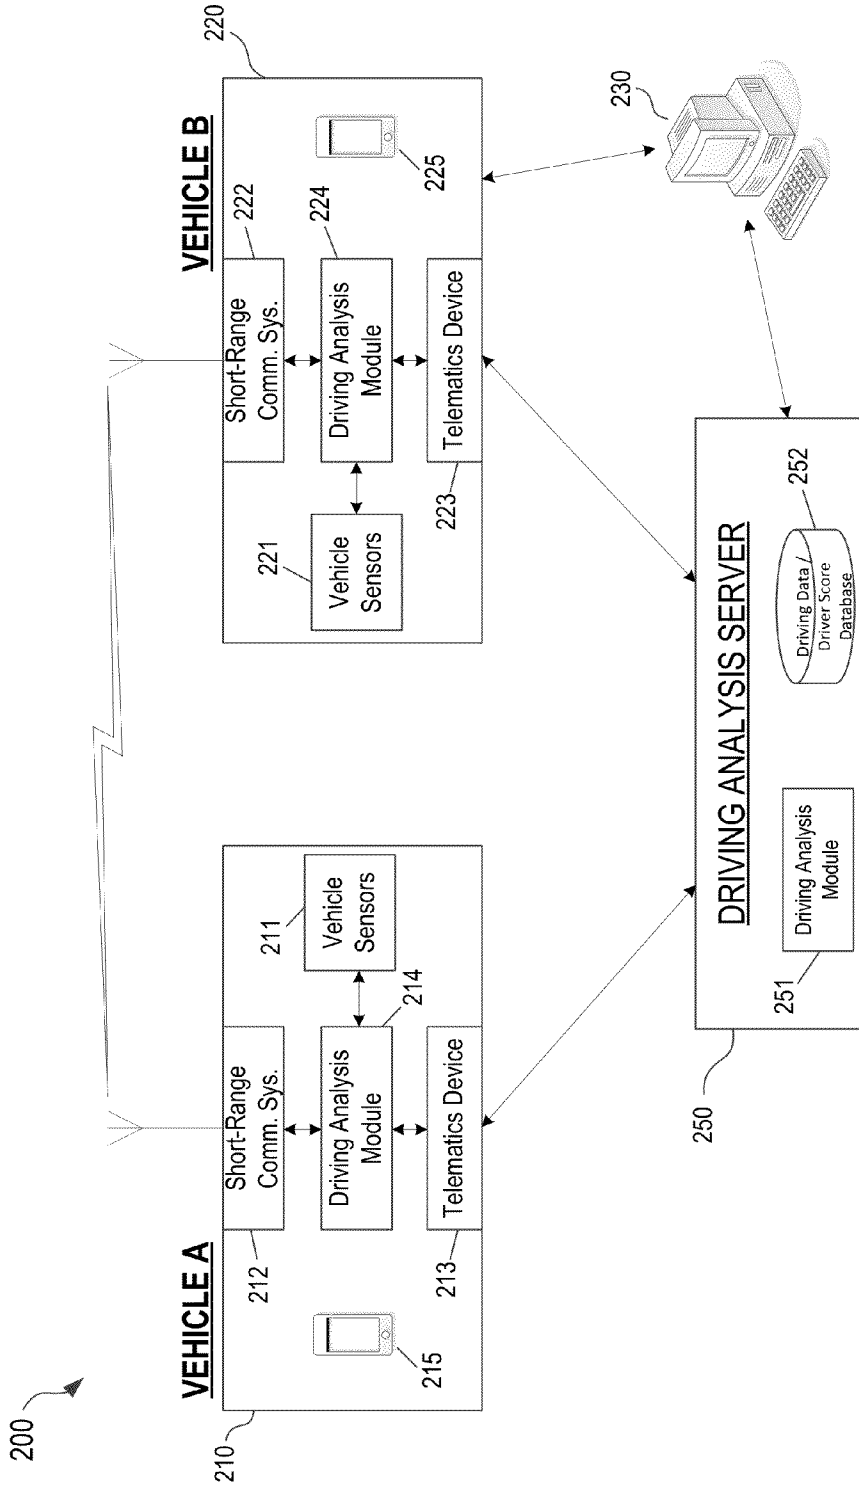 200
VEHICLE A
210
212
Short-Range
Comm. Sys.
211
Vehicle
Sensors
214
Driving Analysis
Module
215
213
Telematics Device
VEHICLE B
220
222
Short-Range
Comm. Sys.
221
Vehicle
Sensors
224
Driving Analysis
Module
225
223
Telematics Device
230
250
DRIVING ANALYSIS SERVER
251
Driving Analysis
Module
252
Driving Data /
Driver Score
Database